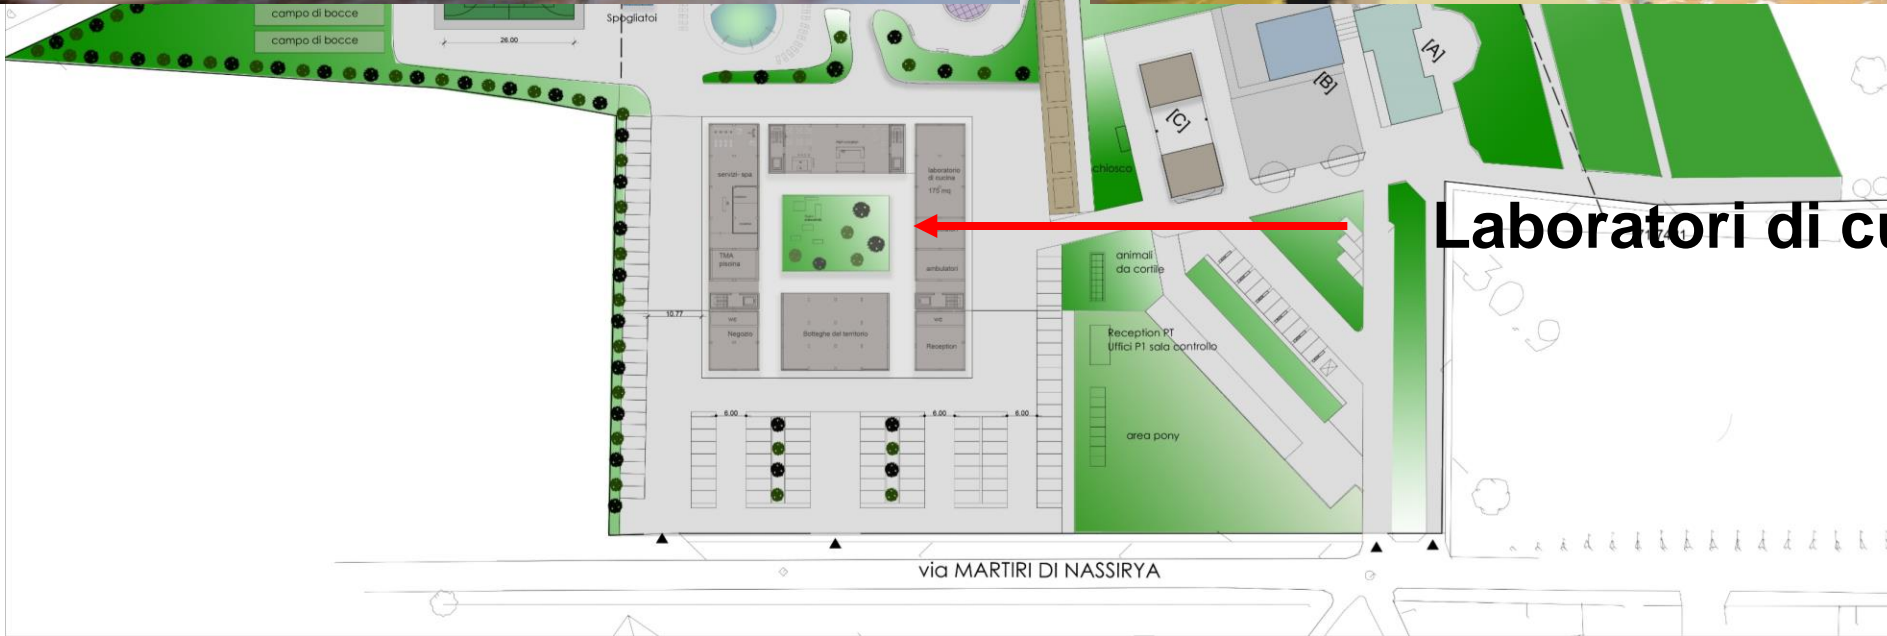 campo di bocce
campo di bocce
26.00
Spogliatoi
[A]
[B]
[C]
chiosco
servizi- spa
laboratorio
di cucina
175 mq
Laboratori di cu
TMA
piscina
ambulatori
animali
da cortile
10.77
wc
Negozio
Botteghe del territorio
wc
Reception
Reception PT
Uffici P1 sala controllo
30.9
6.00
6.00
6.00
area pony
via MARTIRI DI NASSIRYA